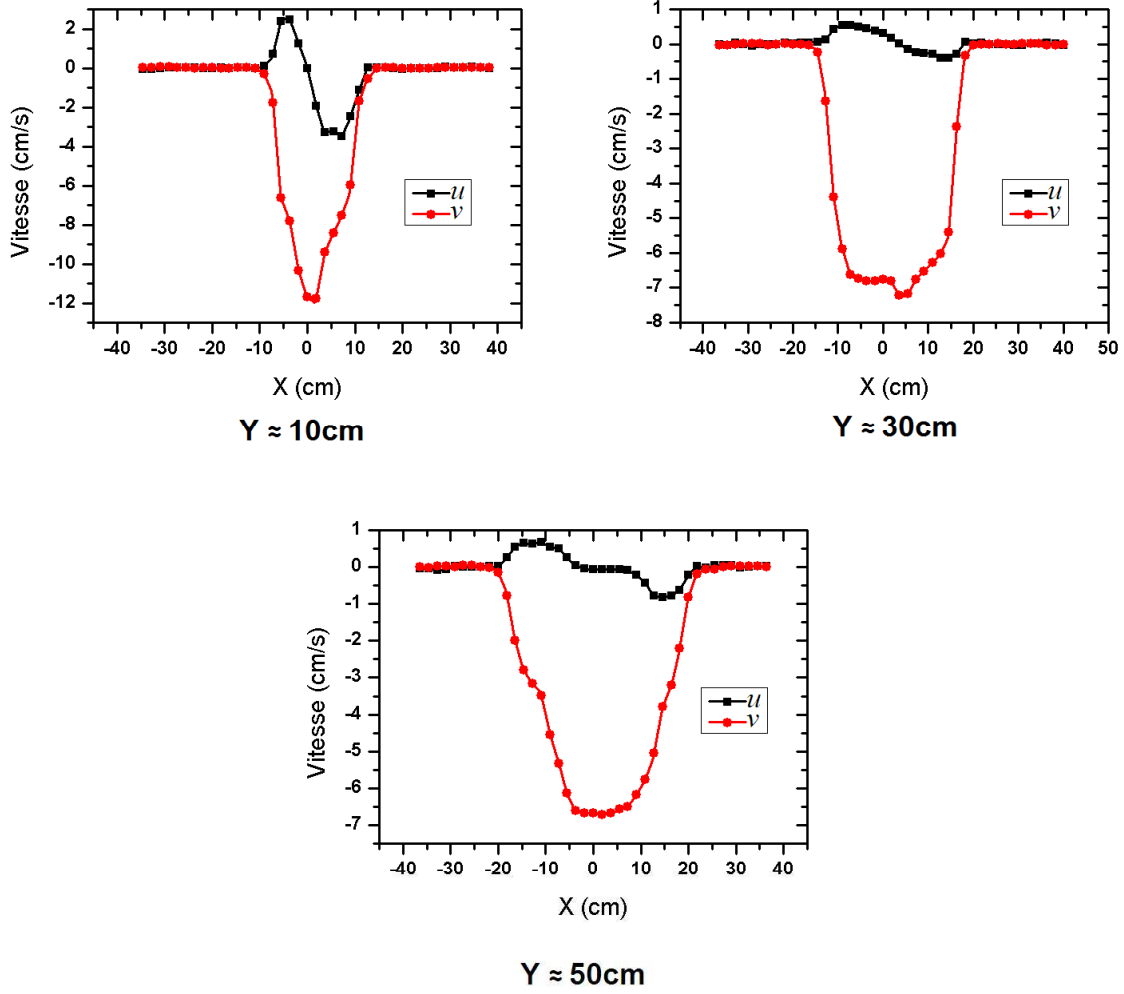 2
0
-2
-4
-6
-8
-10
-12
Vitesse (cm/s)
u
v
-40 -20 -30 -10 0 10 20 30 40
X (cm)
Y ≈ 10cm
1
0
-1
-2
-3
-4
-5
-6
-7
-8
Vitesse (cm/s)
u
v
-40 -30 -20 -10 0 10 20 30 40 50
X (cm)
Y ≈ 30cm
1
0
-1
-2
-3
-4
-5
-6
-7
Vitesse (cm/s)
u
v
-40 -30 -20 -10 0 10 20 30 40
X (cm)
Y ≈ 50cm